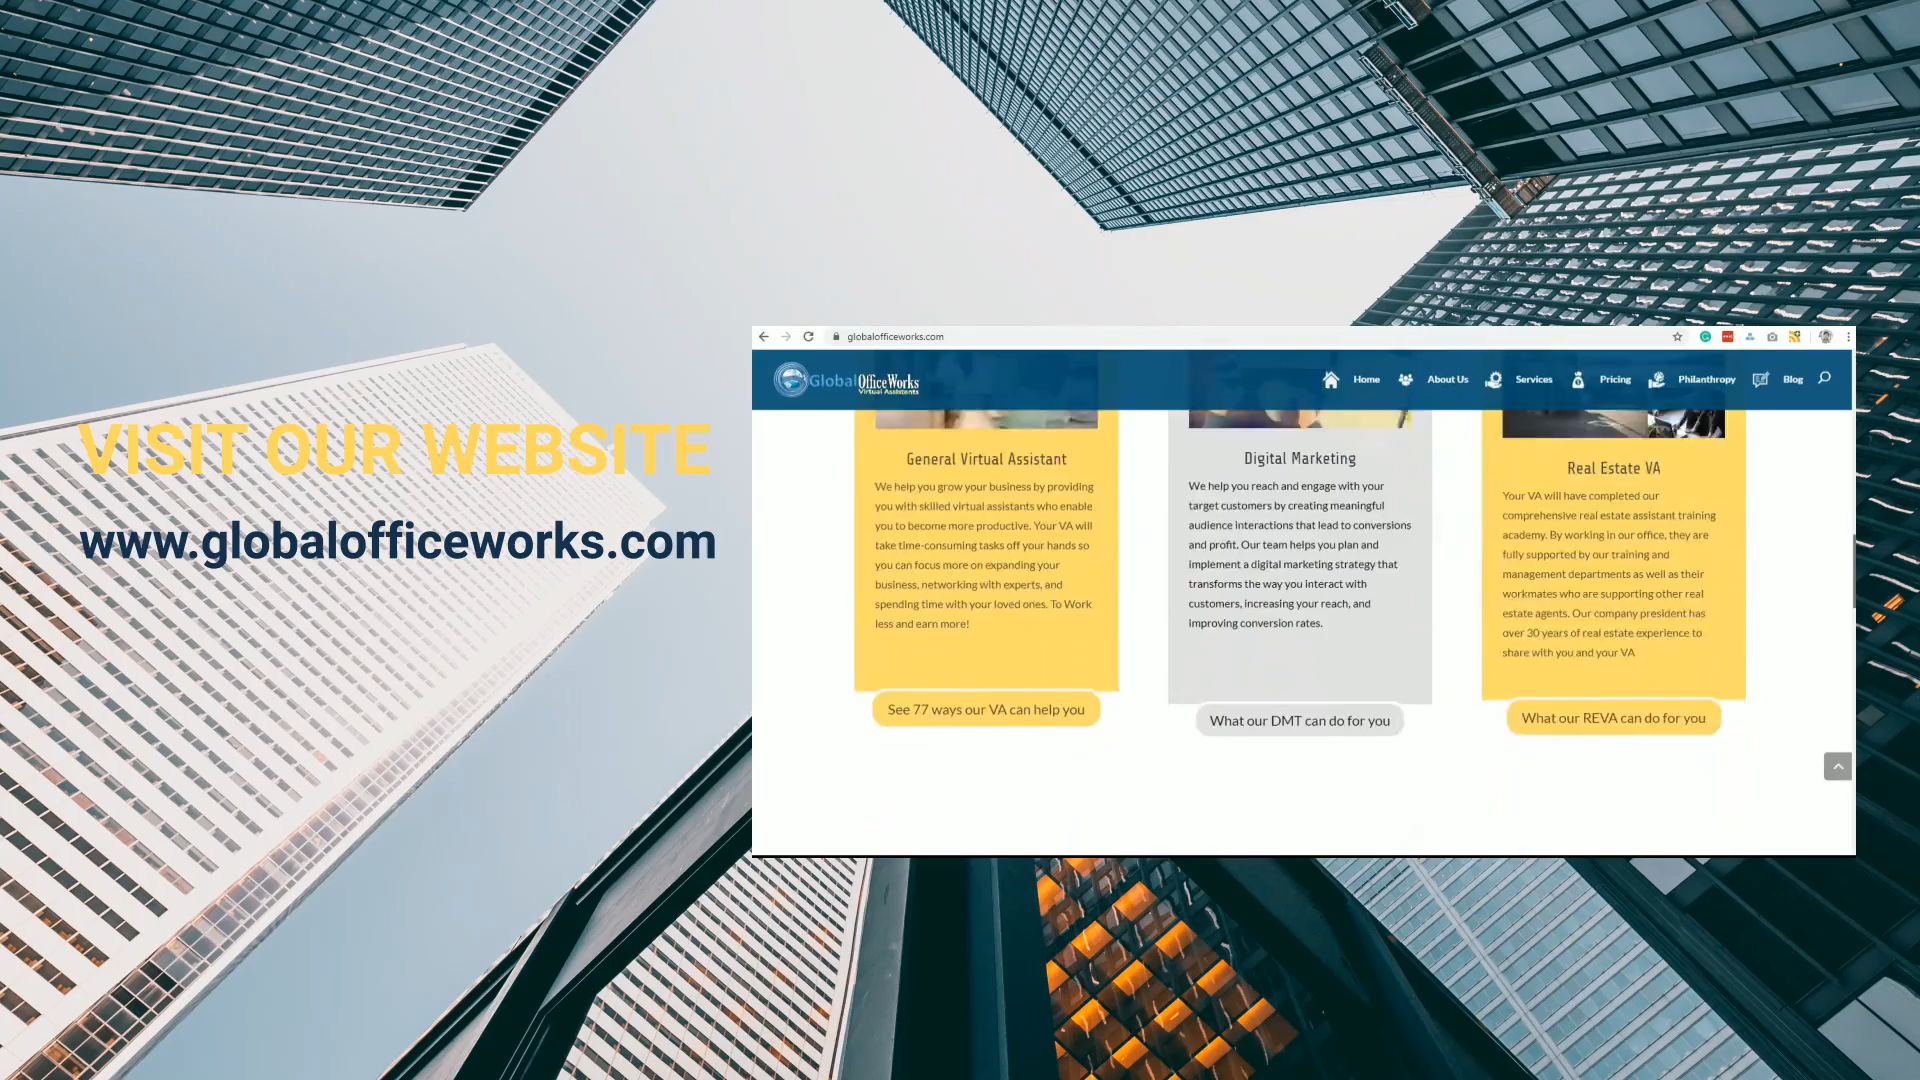 VISIT OUR WEBSITE
www.globalofficeworks.com
globalofficeworks.com
Global OfficeWorks
Virtual Assistants
Home
About Us
Services
Pricing
Philanthropy
Blog
General Virtual Assistant
We help you grow your business by providing
you with skilled virtual assistants who enable
you to become more productive. Your VA will
take time-consuming tasks off your hands so
you can focus more on expanding your
business, networking with experts, and
spending time with your loved ones. To Work
less and earn more!
See 77 ways our VA can help you
Digital Marketing
We help you reach and engage with your
target customers by creating meaningful
audience interactions that lead to conversions
and profit. Our team helps you plan and
implement a digital marketing strategy that
transforms the way you interact with
customers, increasing your reach, and
improving conversion rates.
What our DMT can do for you
Real Estate VA
Your VA will have completed our
comprehensive real estate assistant training
academy. By working in our office, they are
fully supported by our training and
management departments as well as their
workmates who are supporting other real
estate agents. Our company president has
over 30 years of real estate experience to
share with you and your VA
What our REVA can do for you